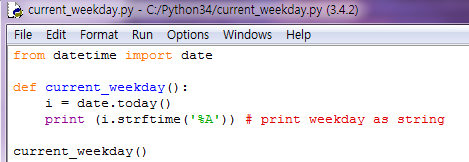 current_weekday.py - C:/Python34/current_weekday.py (3.4.2)
File Edit Format Run Options Windows Help
from datetime import date
def current_weekday():
    i = date.today()
    print (i.strftime('%A')) # print weekday as string
current_weekday()